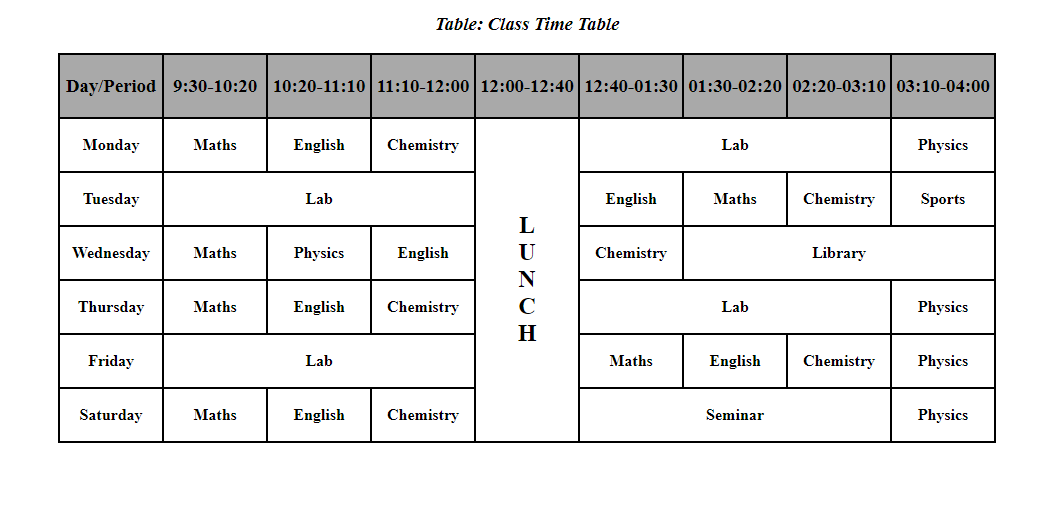 Table: Class Time Table
Day/Period 9:30-10:20 10:20-11:10 11:10-12:00 12:00-12:40 12:40-01:30 01:30-02:20 02:20-03:10 03:10-04:00
Monday Maths English Chemistry Lab Physics
Tuesday Lab English Maths Chemistry Sports
L
U
N
C
H
Wednesday Maths Physics English Chemistry Library
Thursday Maths English Chemistry Lab Physics
Friday Lab Maths English Chemistry Physics
Saturday Maths English Chemistry Seminar Physics